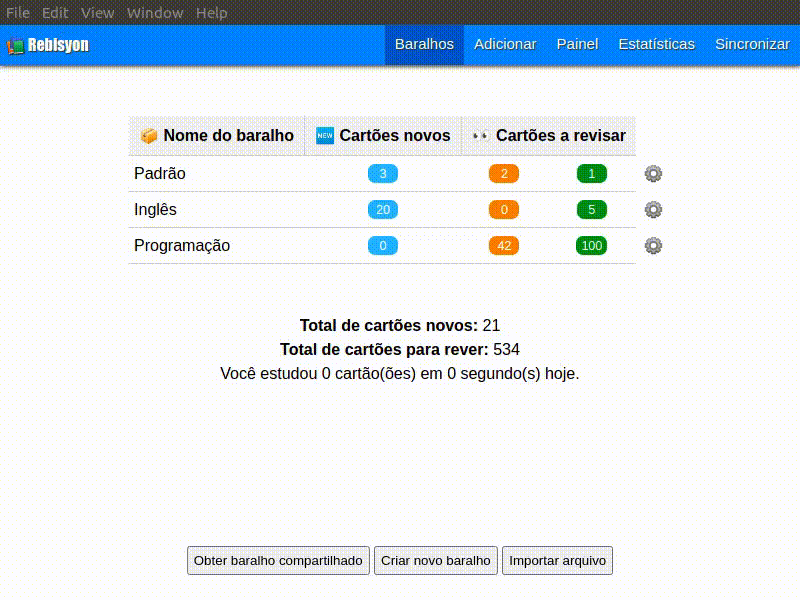 File Edit View Window Help
Rebisyon Baralhos Adicionar Painel Estatísticas Sincronizar
Nome do baralho NEW Cartões novos Cartões a revisar
Padrão 3 2 1
Inglês 20 0 5
Programação 0 42 100
Total de cartões novos: 21
Total de cartões para rever: 534
Você estudou 0 cartão(ões) em 0 segundo(s) hoje.
Obter baralho compartilhado Criar novo baralho Importar arquivo